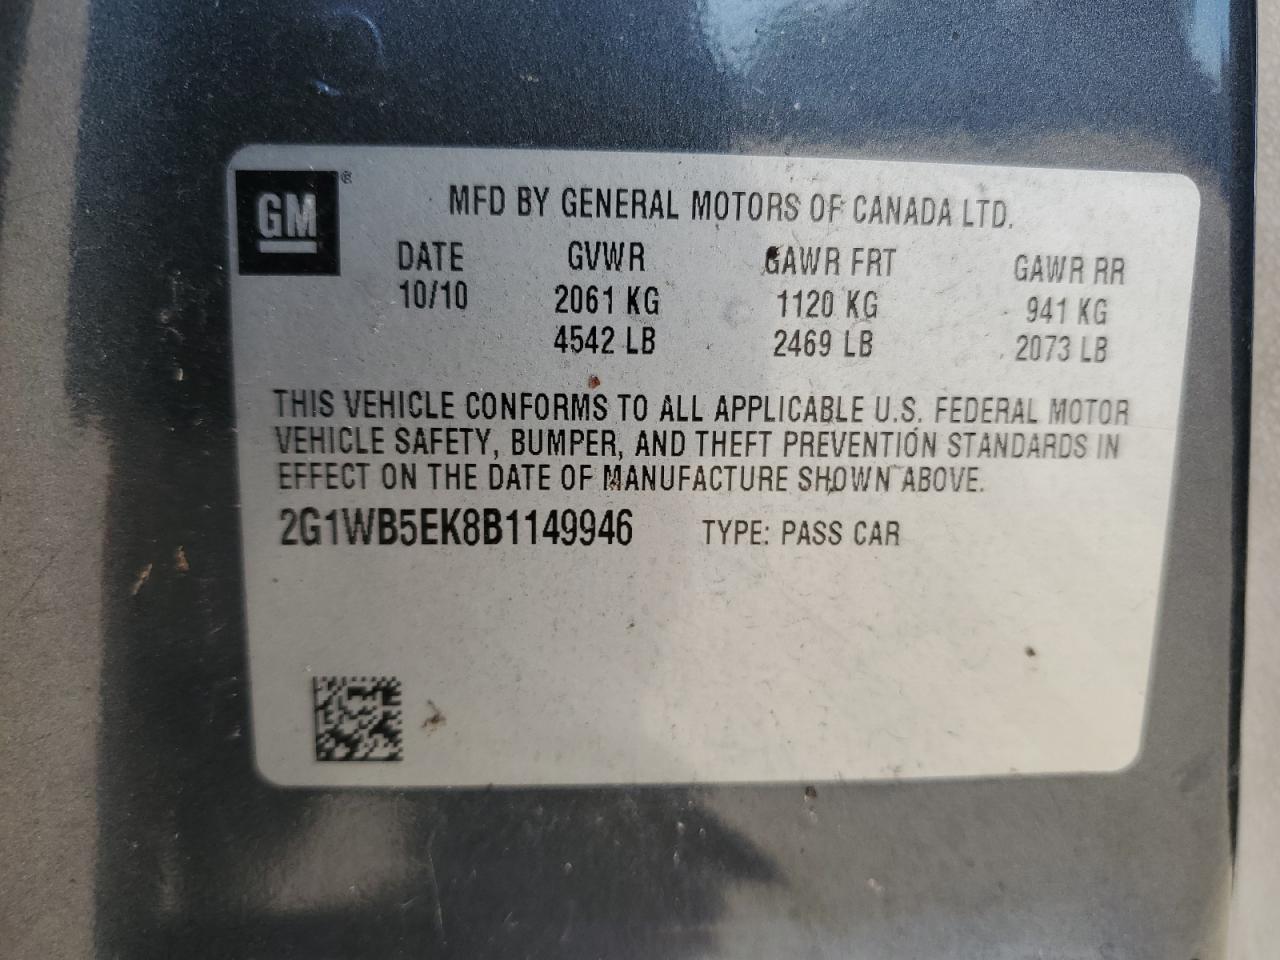 GM®
MFD BY GENERAL MOTORS OF CANADA LTD.
DATE GVWR GAWR FRT GAWR RR
10/10 2061 KG 1120 KG 941 KG
4542 LB 2469 LB 2073 LB
THIS VEHICLE CONFORMS TO ALL APPLICABLE U.S. FEDERAL MOTOR
VEHICLE SAFETY, BUMPER, AND THEFT PREVENTION STANDARDS IN
EFFECT ON THE DATE OF MANUFACTURE SHOWN ABOVE.
2G1WB5EK8B1149946 TYPE: PASS CAR